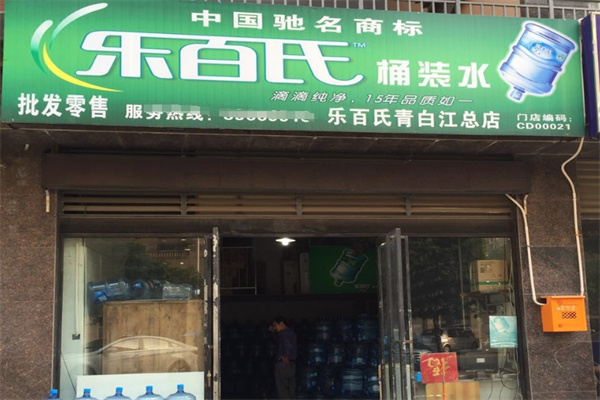 中国驰名商标
乐百氏™ 桶装水
滴滴纯净，15年品质如一
批发零售 服务热线： 乐百氏青白江总店 门店编码：
CD00021